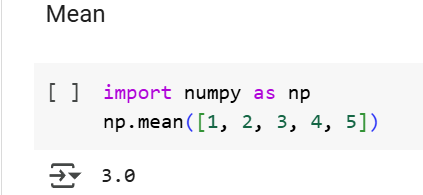 Mean
[ ] import numpy as np
np.mean([1, 2, 3, 4, 5])
3.0